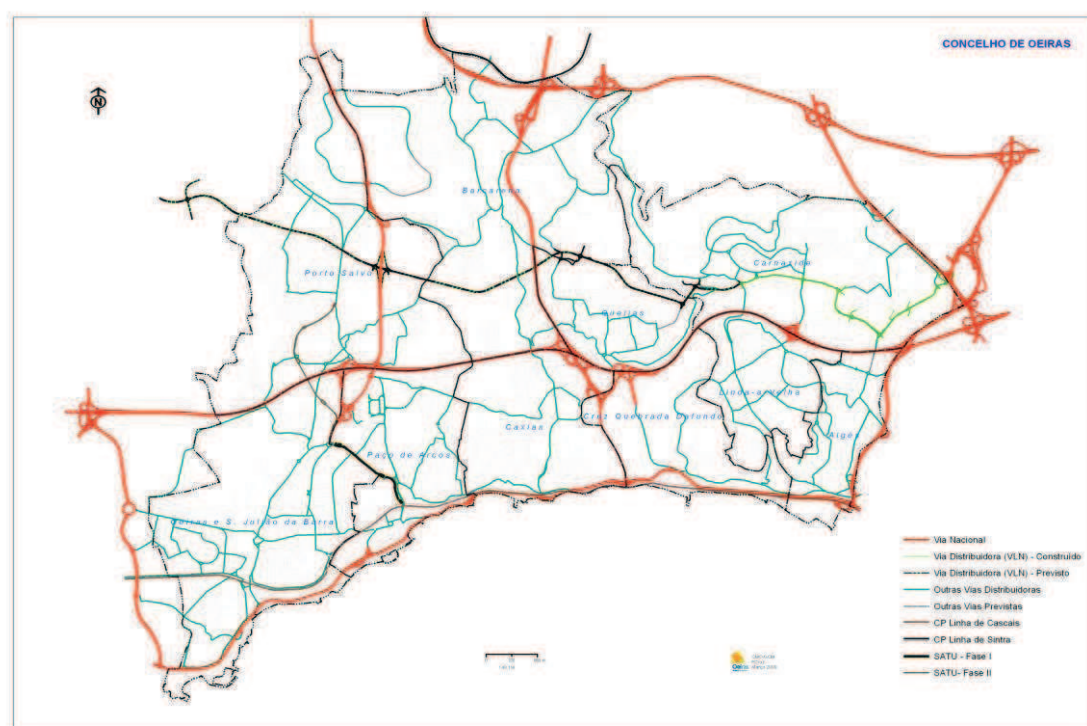 CONCELHO DE OEIRAS
N
Barcarena
Carnaxide
Porto Salvo
Queijas
Linda-a-Velha
Cruz Quebrada Dafundo
Caxias
Algés
Paço de Arcos
Oeiras e S. Julião da Barra
Via Nacional
Via Distribuidora (VLN) - Construído
Via Distribuidora (VLN) - Previsto
Outras Vias Distribuidoras
Outras Vias Previstas
CP Linha de Cascais
CP Linha de Sintra
SATU - Fase I
SATU- Fase II
Oeiras